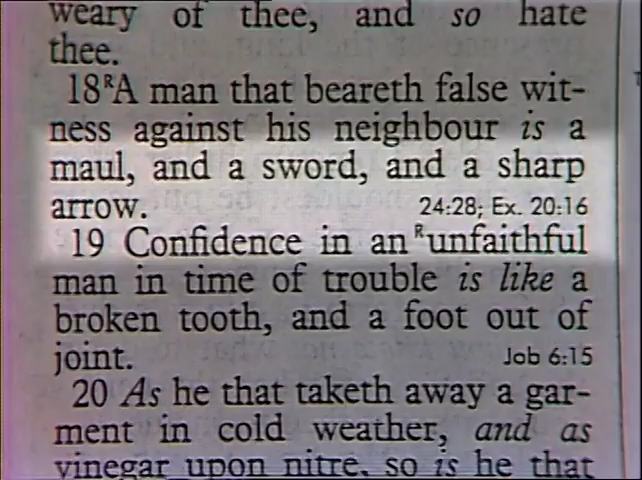 weary of thee, and so hate
thee.
18 ᴿA man that beareth false wit-
ness against his neighbour is a
maul, and a sword, and a sharp
arrow. 24:28; Ex. 20:16
19 Confidence in an ᴿunfaithful
man in time of trouble is like a
broken tooth, and a foot out of
joint. Job 6:15
20 As he that taketh away a gar-
ment in cold weather, and as
vinegar upon nitre, so is he that